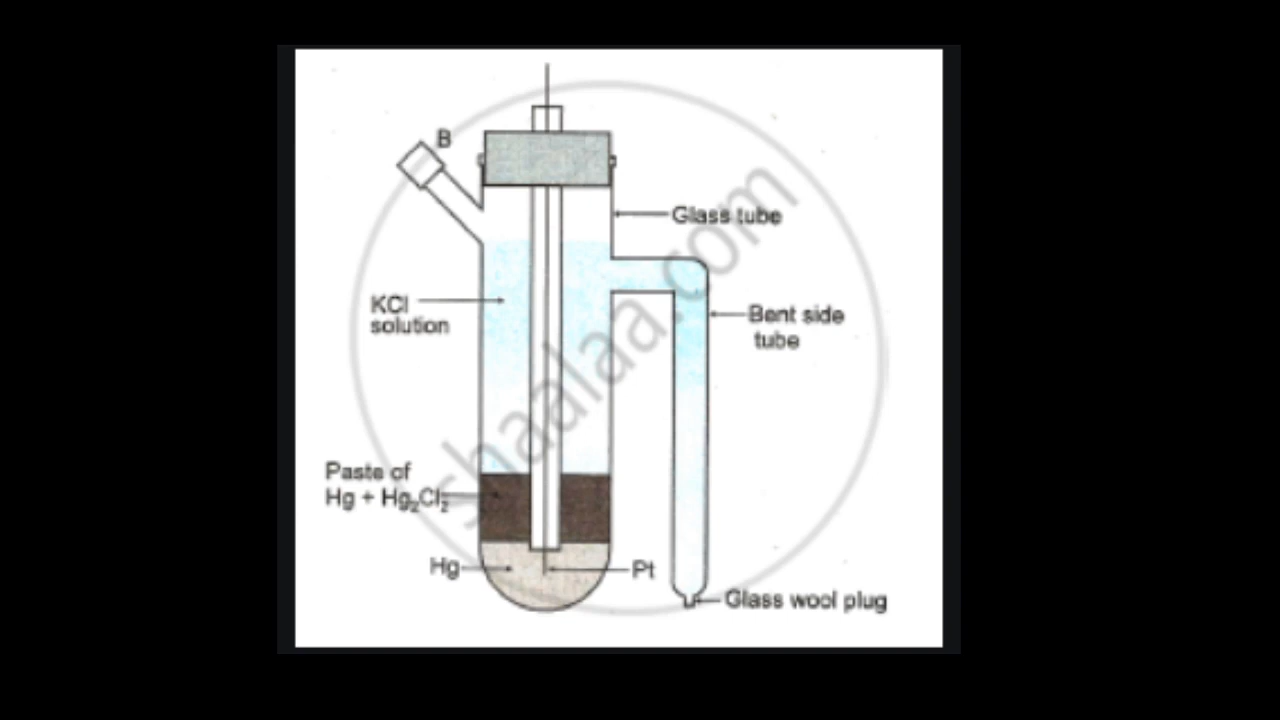 B
Glass tube
KCl
solution
Bent side
tube
Paste of
Hg + Hg₂Cl₂
Hg
Pt
Glass wool plug
shaalaa.com